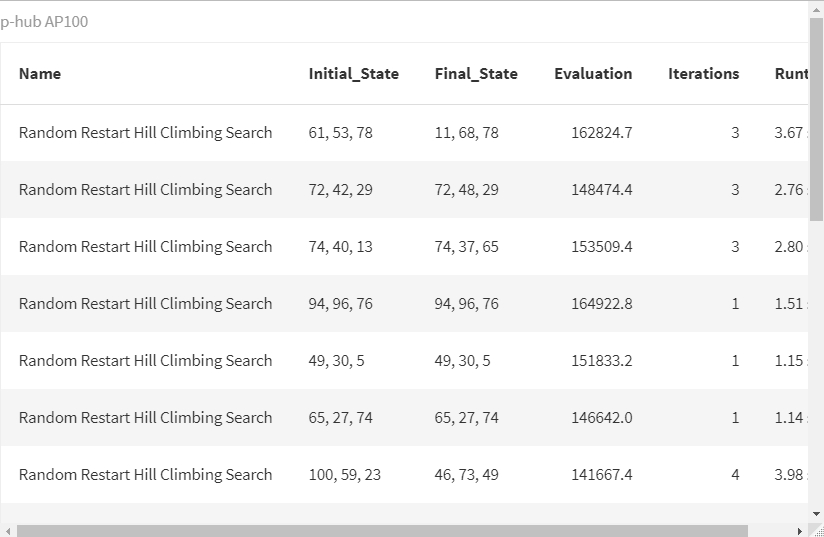 p-hub AP100
Name Initial_State Final_State Evaluation Iterations
Random Restart Hill Climbing Search 61, 53, 78 11, 68, 78 162824.7 3 3.67
Random Restart Hill Climbing Search 72, 42, 29 72, 48, 29 148474.4 3 2.76
Random Restart Hill Climbing Search 74, 40, 13 74, 37, 65 153509.4 3 2.80
Random Restart Hill Climbing Search 94, 96, 76 94, 96, 76 164922.8 1 1.51
Random Restart Hill Climbing Search 49, 30, 5 49, 30, 5 151833.2 1 1.15
Random Restart Hill Climbing Search 65, 27, 74 65, 27, 74 146642.0 1 1.14
Random Restart Hill Climbing Search 100, 59, 23 46, 73, 49 141667.4 4 3.98